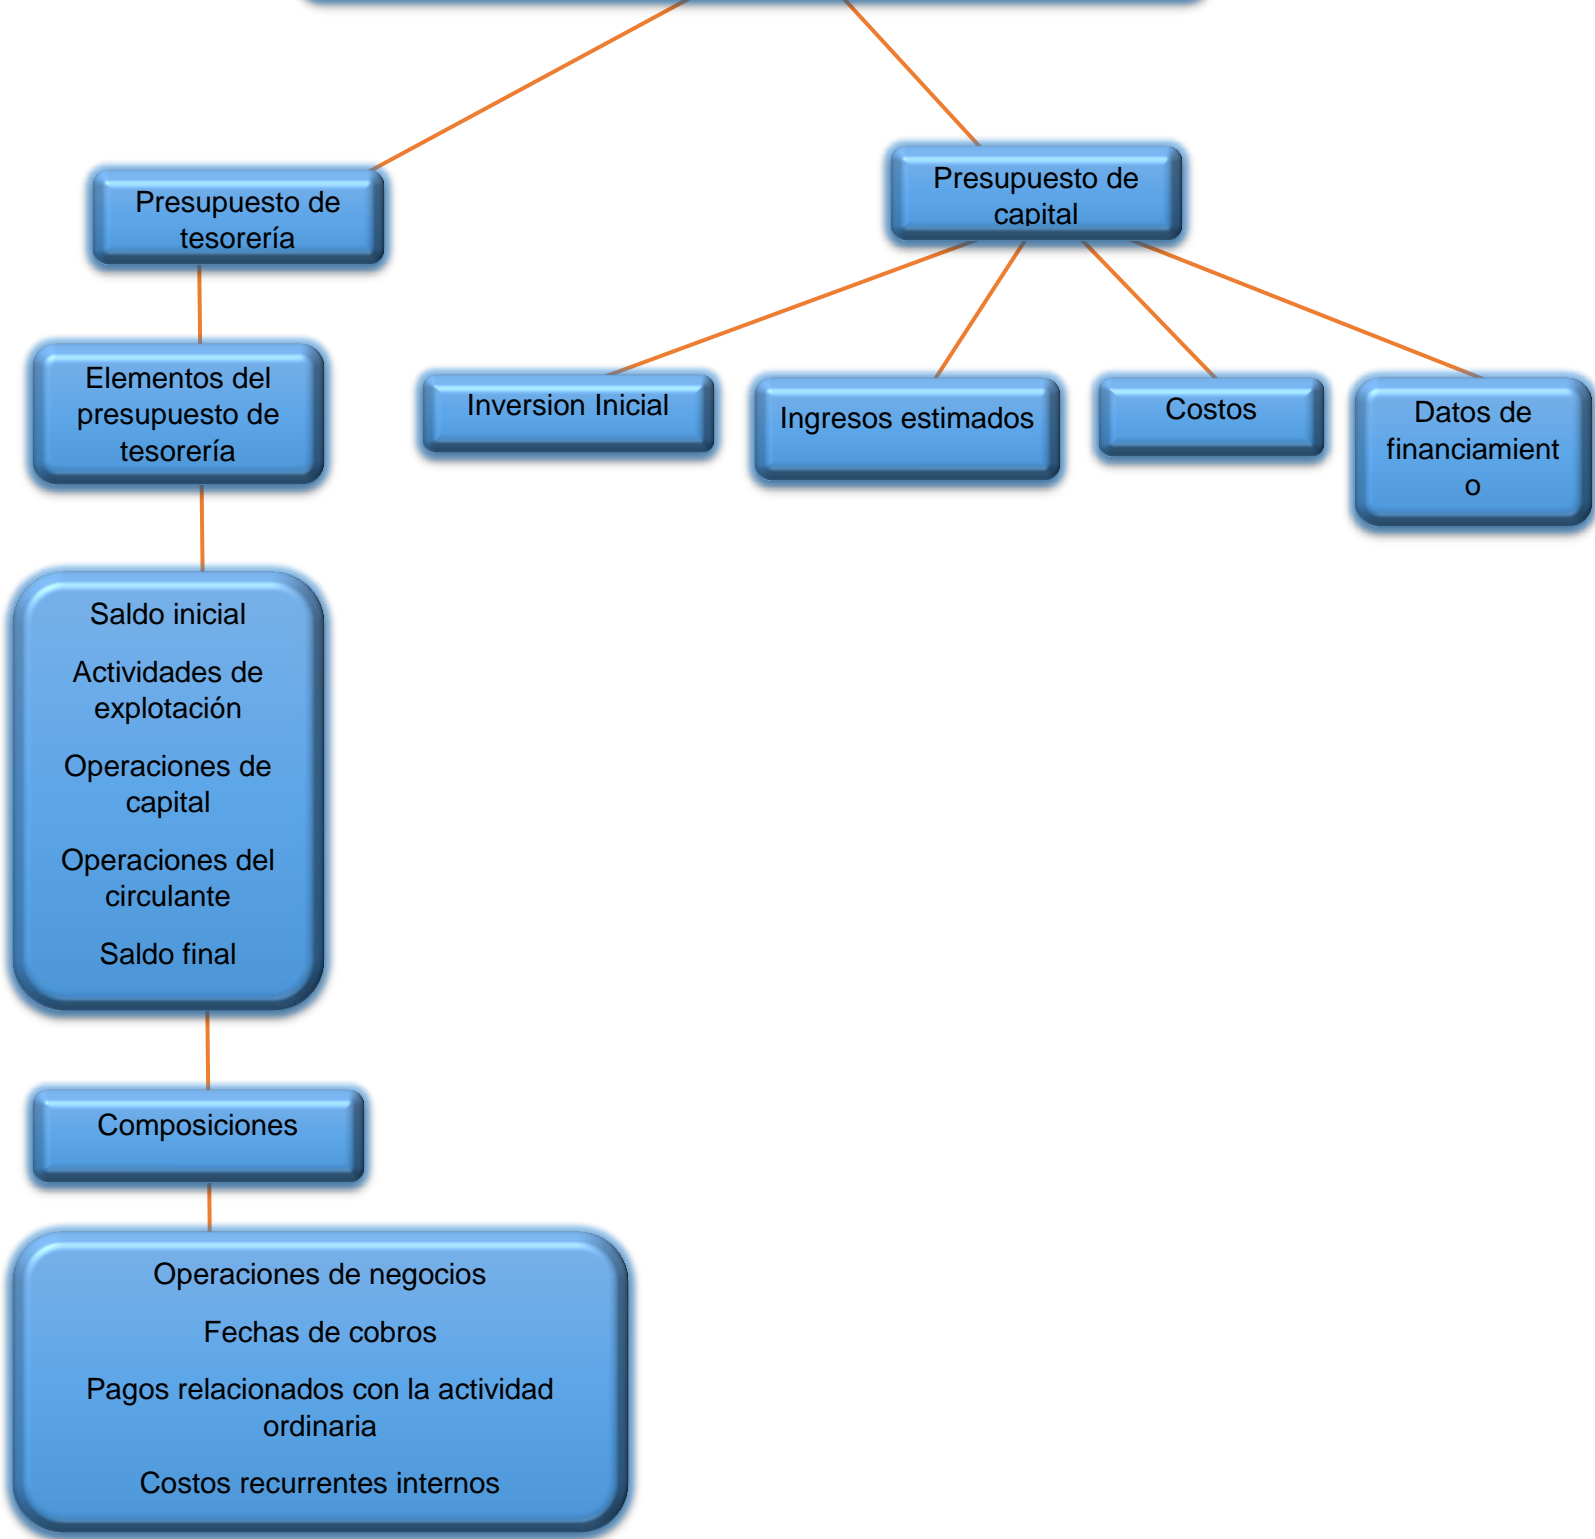 Presupuesto de
tesorería
Presupuesto de
capital
Elementos del
presupuesto de
tesorería
Inversion Inicial
Ingresos estimados
Costos
Datos de
financiamient
o
Saldo inicial
Actividades de
explotación
Operaciones de
capital
Operaciones del
circulante
Saldo final
Composiciones
Operaciones de negocios
Fechas de cobros
Pagos relacionados con la actividad
ordinaria
Costos recurrentes internos